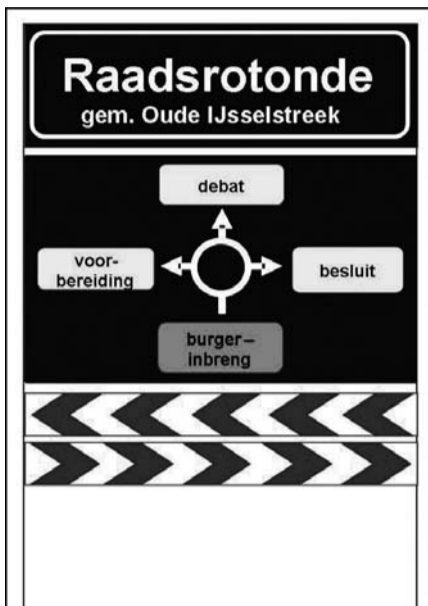 Raadsrotonde
gem. Oude IJsselstreek
debat
voor-
bereiding
besluit
burger–
inbreng